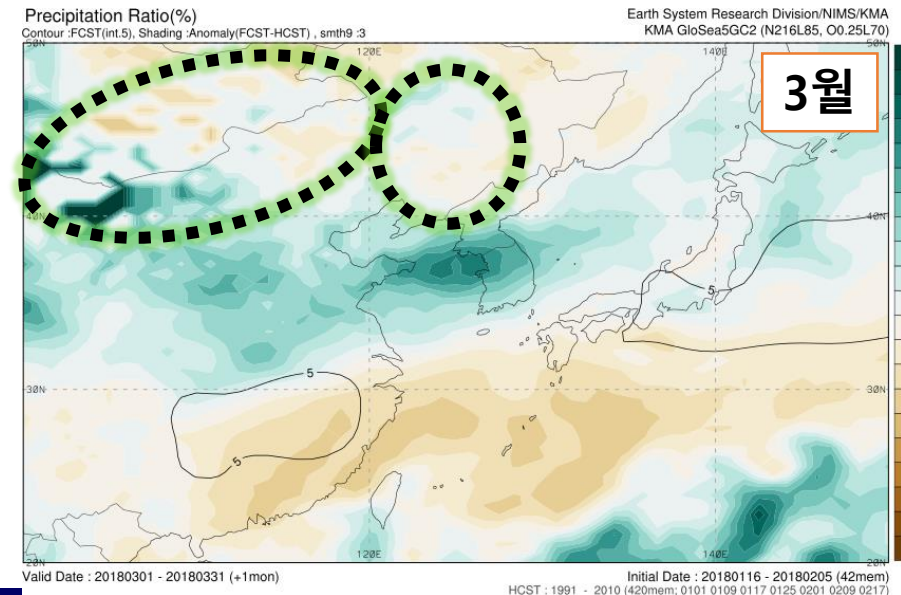 Precipitation Ratio(%)
Earth System Research Division/NIMS/KMA
Contour :FCST(int.5), Shading :Anomaly(FCST-HCST) , smth9 :3
KMA GloSea5GC2 (N216L85, O0.25L70)
50N
120E
140E
3월
40N
40N
5
5
30N
30N
5
20N
120E
140E
20N
Valid Date : 20180301 - 20180331 (+1mon)
Initial Date : 20180116 - 20180205 (42mem)
HCST : 1991 - 2010 (420mem; 0101 0109 0117 0125 0201 0209 0217)